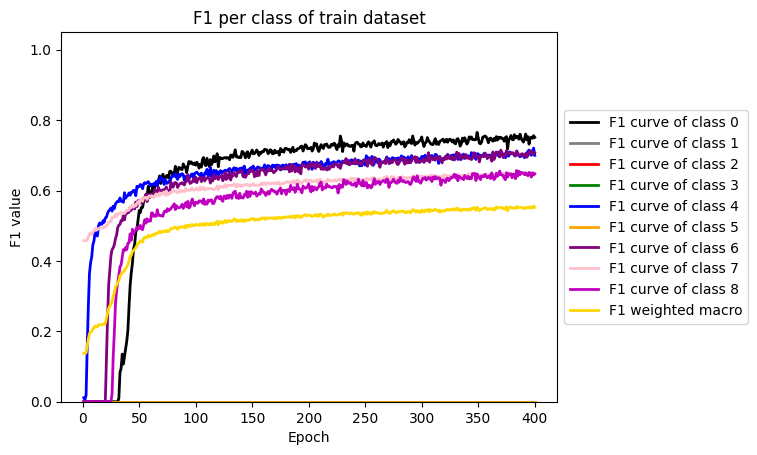 F1 per class of train dataset
F1 value
1.0
0.8
0.6
0.4
0.2
0.0
0
50
100
150
200
250
300
350
400
Epoch
F1 curve of class 0
F1 curve of class 1
F1 curve of class 2
F1 curve of class 3
F1 curve of class 4
F1 curve of class 5
F1 curve of class 6
F1 curve of class 7
F1 curve of class 8
F1 weighted macro